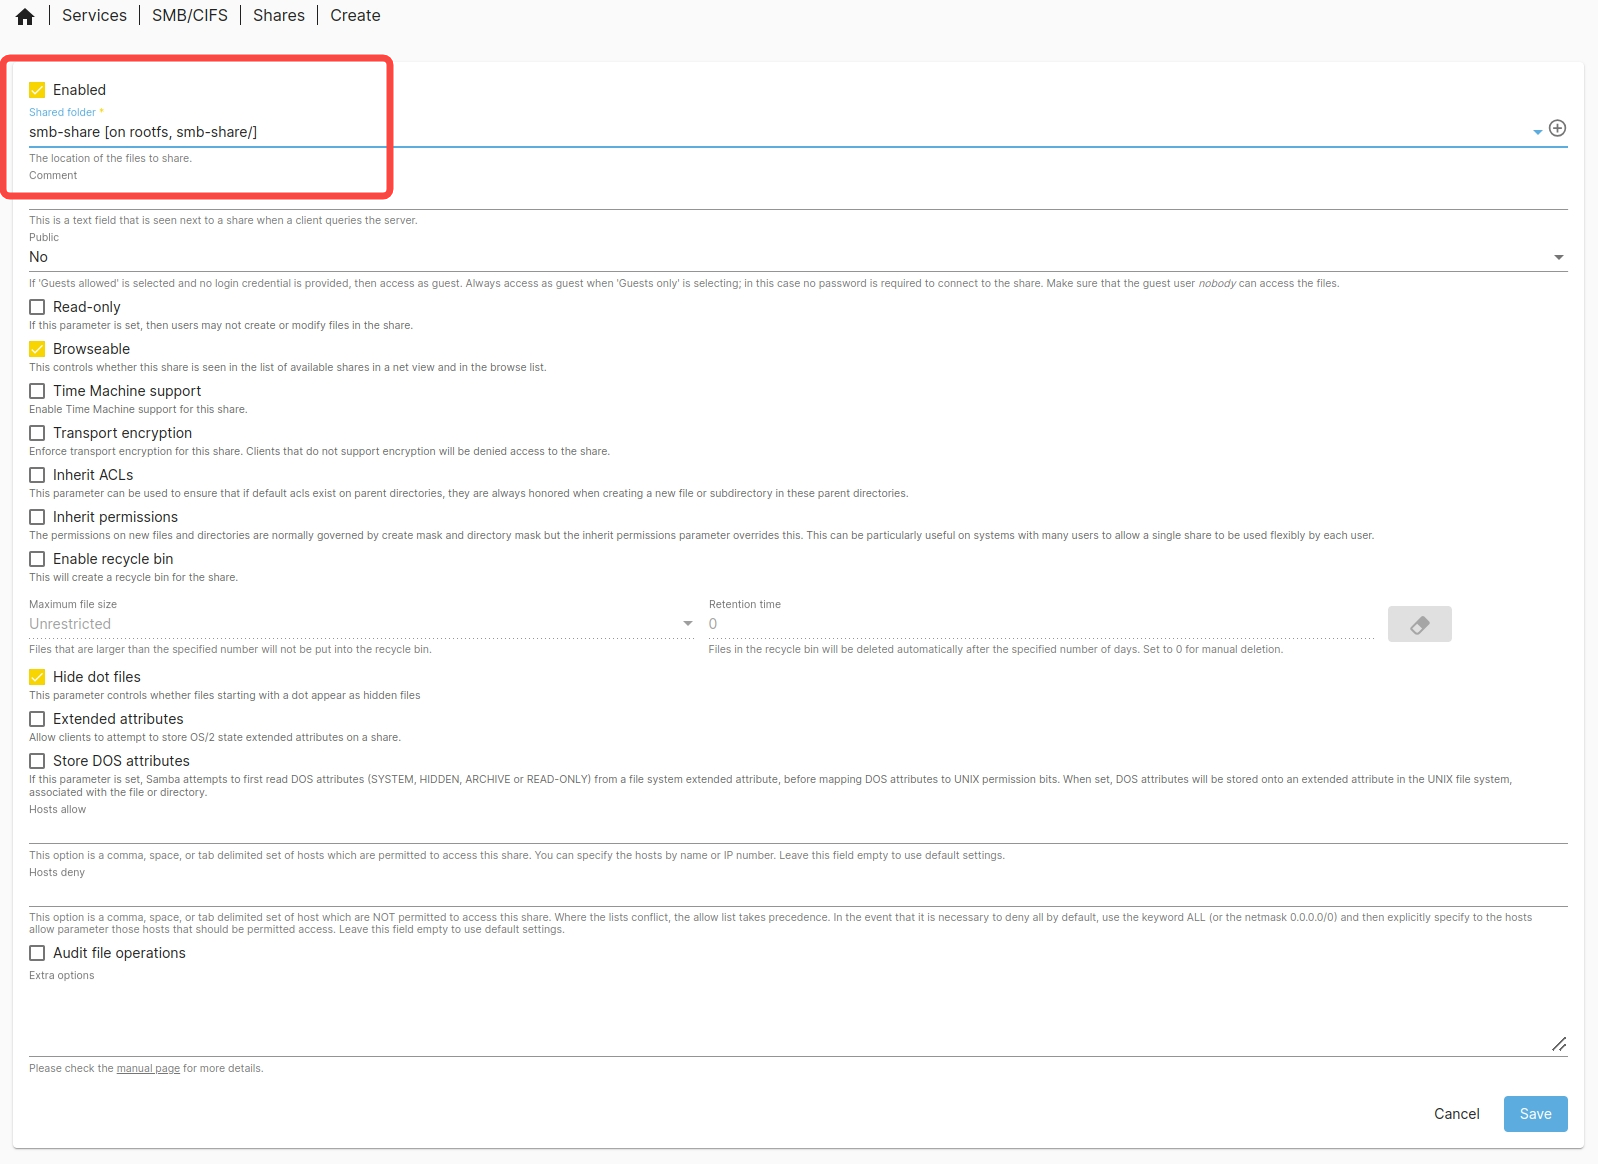 Services SMB/CIFS Shares Create
Enabled
Shared folder *
smb-share [on rootfs, smb-share/]
The location of the files to share.
Comment
This is a text field that is seen next to a share when a client queries the server.
Public
No
If 'Guests allowed' is selected and no login credential is provided, then access as guest. Always access as guest when 'Guests only' is selecting; in this case no password is required to connect to the share. Make sure that the guest user nobody can access the files.
Read-only
If this parameter is set, then users may not create or modify files in the share.
Browseable
This controls whether this share is seen in the list of available shares in a net view and in the browse list.
Time Machine support
Enable Time Machine support for this share.
Transport encryption
Enforce transport encryption for this share. Clients that do not support encryption will be denied access to the share.
Inherit ACLs
This parameter can be used to ensure that if default acls exist on parent directories, they are always honored when creating a new file or subdirectory in these parent directories.
Inherit permissions
The permissions on new files and directories are normally governed by create mask and directory mask but the inherit permissions parameter overrides this. This can be particularly useful on systems with many users to allow a single share to be used flexibly by each user.
Enable recycle bin
This will create a recycle bin for the share.
Maximum file size
Unrestricted
Files that are larger than the specified number will not be put into the recycle bin.
Retention time
0
Files in the recycle bin will be deleted automatically after the specified number of days. Set to 0 for manual deletion.
Hide dot files
This parameter controls whether files starting with a dot appear as hidden files
Extended attributes
Allow clients to attempt to store OS/2 state extended attributes on a share.
Store DOS attributes
If this parameter is set, Samba attempts to first read DOS attributes (SYSTEM, HIDDEN, ARCHIVE or READ-ONLY) from a file system extended attribute, before mapping DOS attributes to UNIX permission bits. When set, DOS attributes will be stored onto an extended attribute in the UNIX file system,
associated with the file or directory.
Hosts allow
This option is a comma, space, or tab delimited set of hosts which are permitted to access this share. You can specify the hosts by name or IP number. Leave this field empty to use default settings.
Hosts deny
This option is a comma, space, or tab delimited set of host which are NOT permitted to access this share. Where the lists conflict, the allow list takes precedence. In the event that it is necessary to deny all by default, use the keyword ALL (or the netmask 0.0.0.0/0) and then explicitly specify to the hosts
allow parameter those hosts that should be permitted access. Leave this field empty to use default settings.
Audit file operations
Extra options
Please check the manual page for more details.
Cancel Save